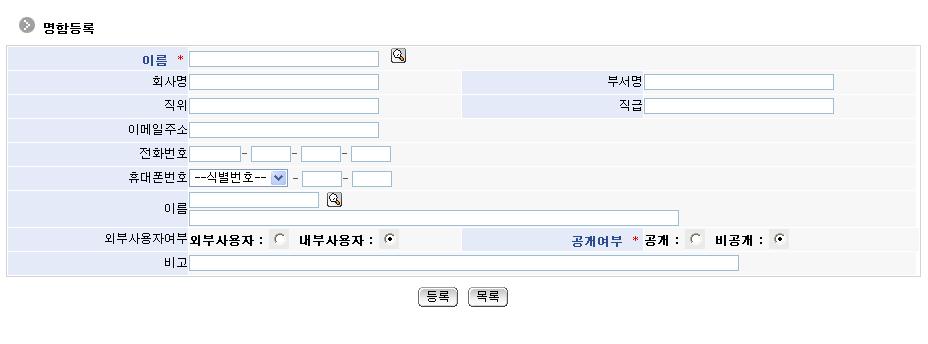 명함등록
이름 *
회사명 부서명
직위 직급
이메일주소
전화번호 - - -
휴대폰번호 --식별번호-- - -
이름
외부사용자여부 외부사용자 : 내부사용자 : 공개여부 * 공개 : 비공개 :
비고
등록 목록